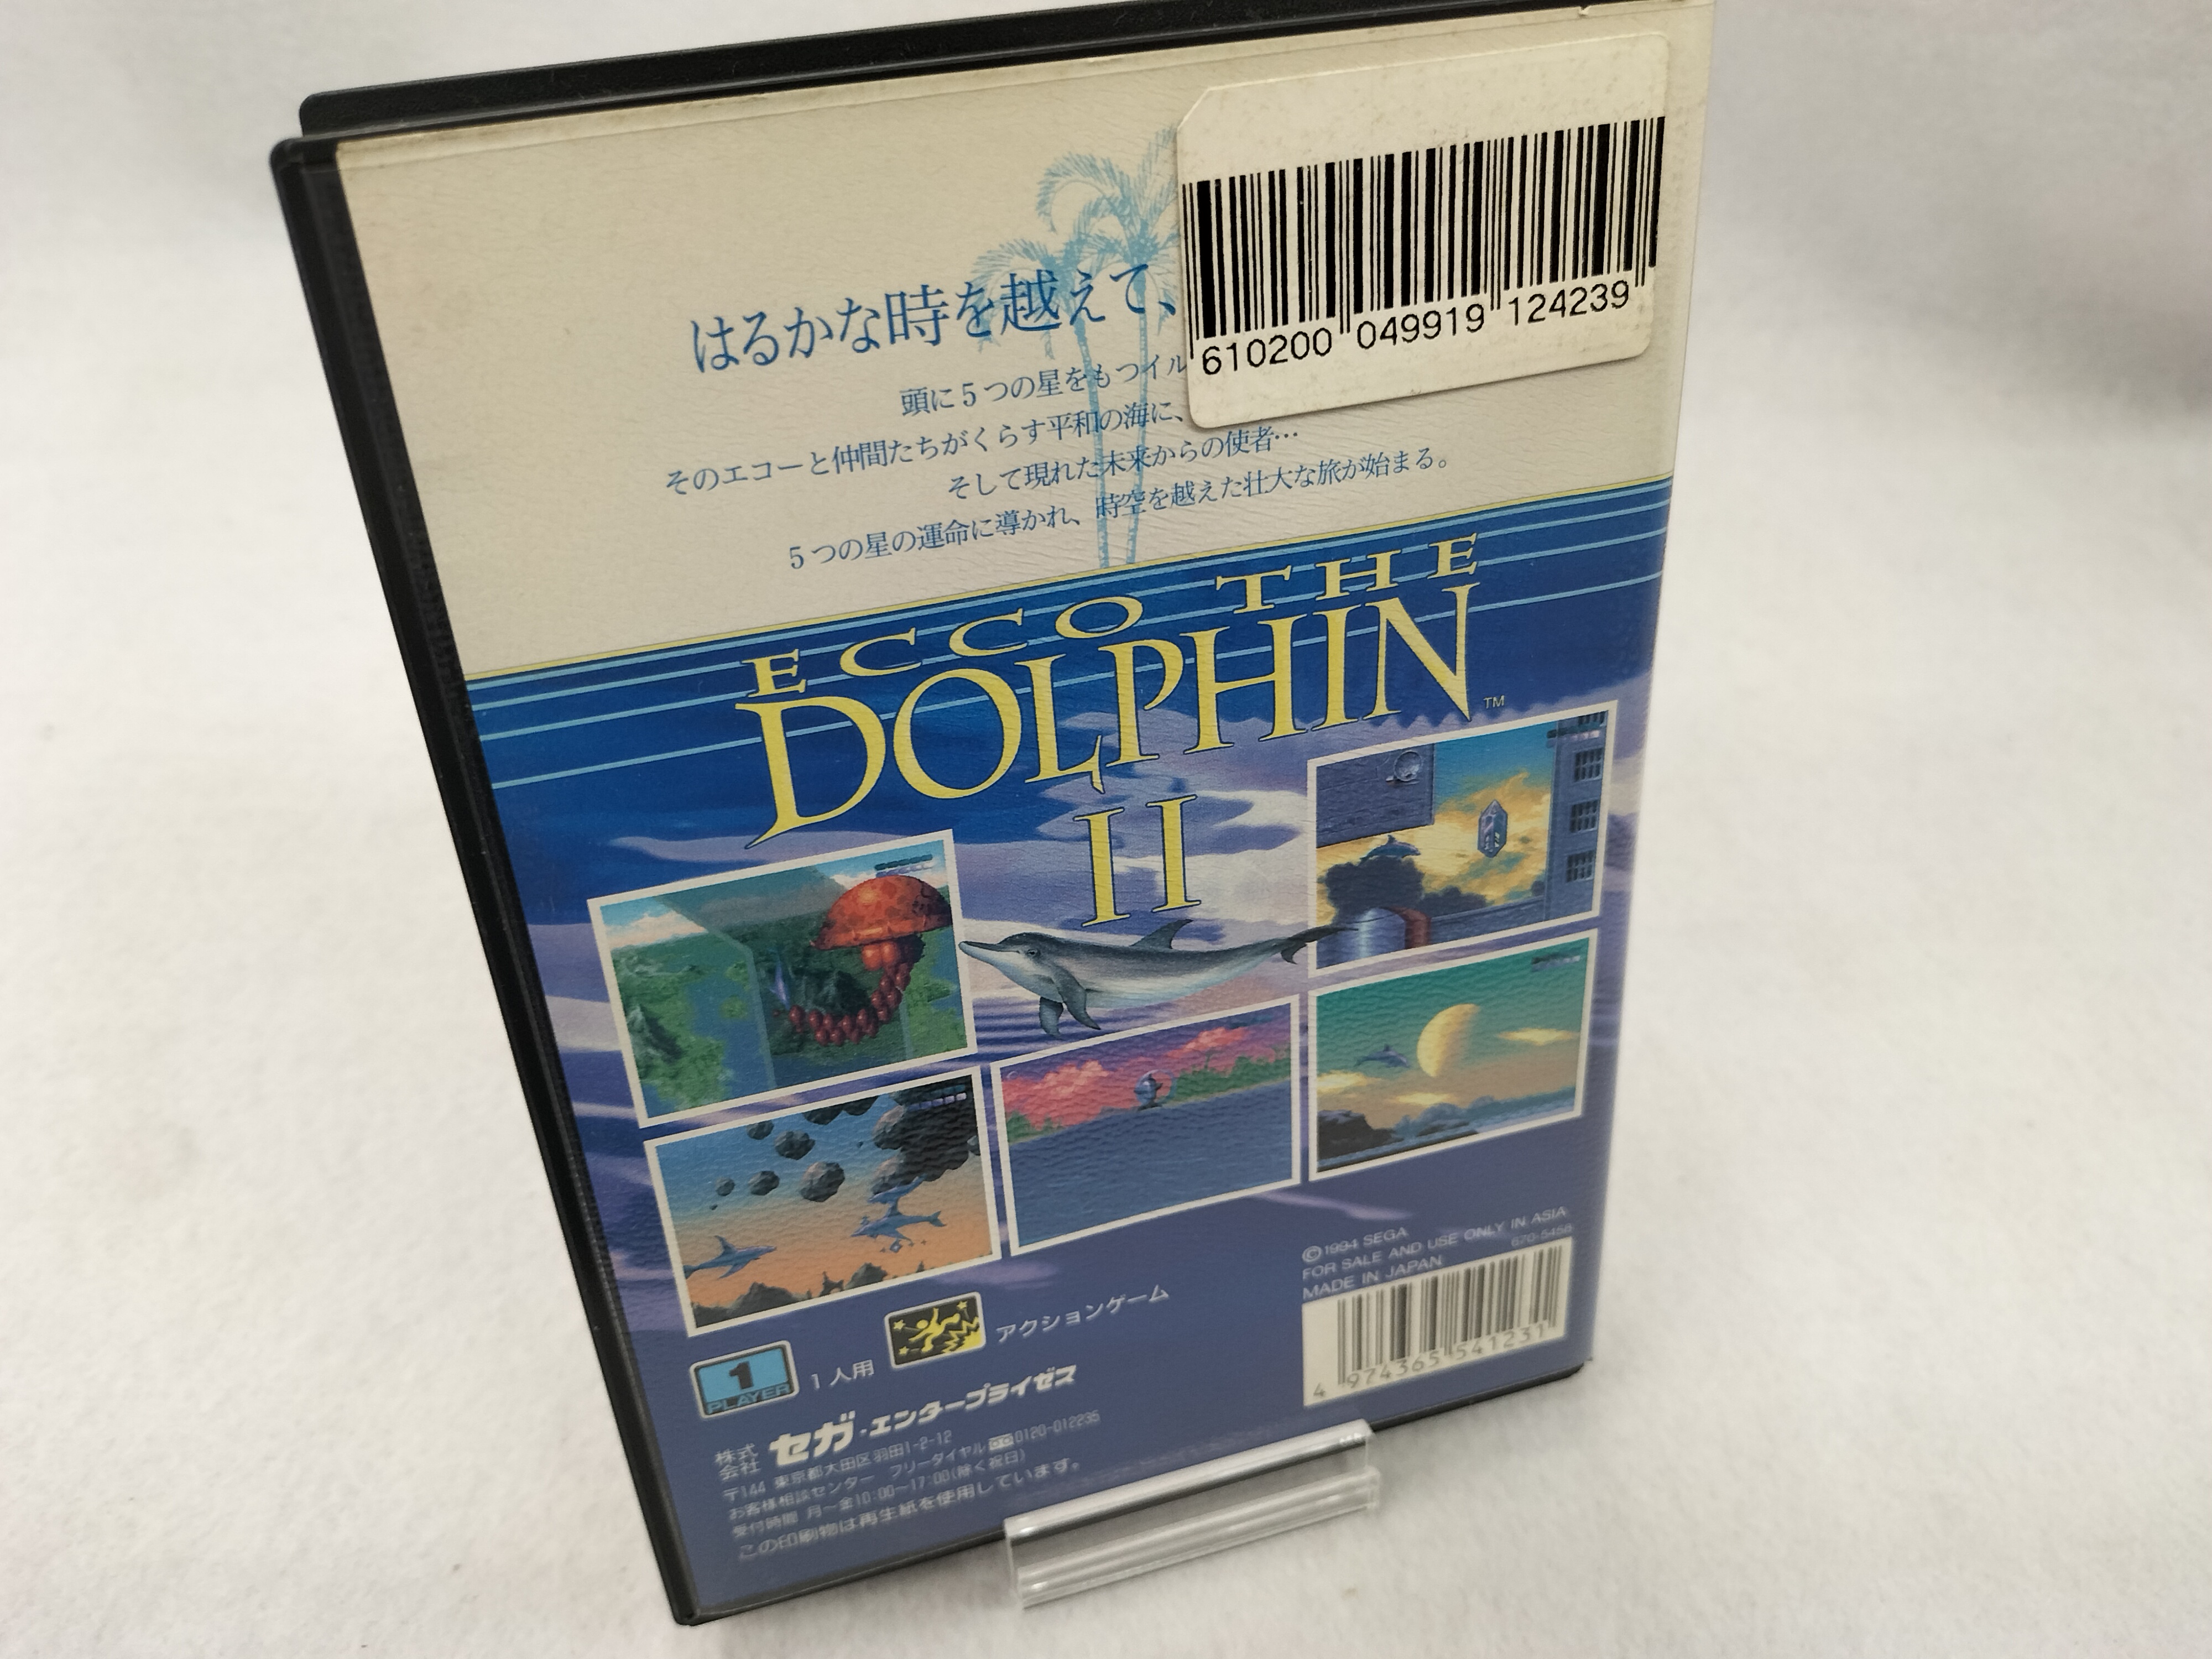 610200 049919 124239
はるかな時を越えて、
頭に5つの星をもつイル
そのエコーと仲間たちがくらす平和の海に、
そして現れた未来からの使者…
5つの星の運命に導かれ、時空を越えた壮大な旅が始まる。
ECCO THE
DOLPHIN
II
TM
©1994 SEGA
FOR SALE AND USE ONLY IN ASIA
MADE IN JAPAN
670-5456
4 974365 541231
1
PLAYER
1人用
アクションゲーム
株式会社 セガ・エンタープライゼス
〒144 東京都大田区羽田1-2-12
お客様相談センター フリーダイヤル 0120-012235
受付時間 月~金10:00~17:00(除く祝日)
この印刷物は再生紙を使用しています。